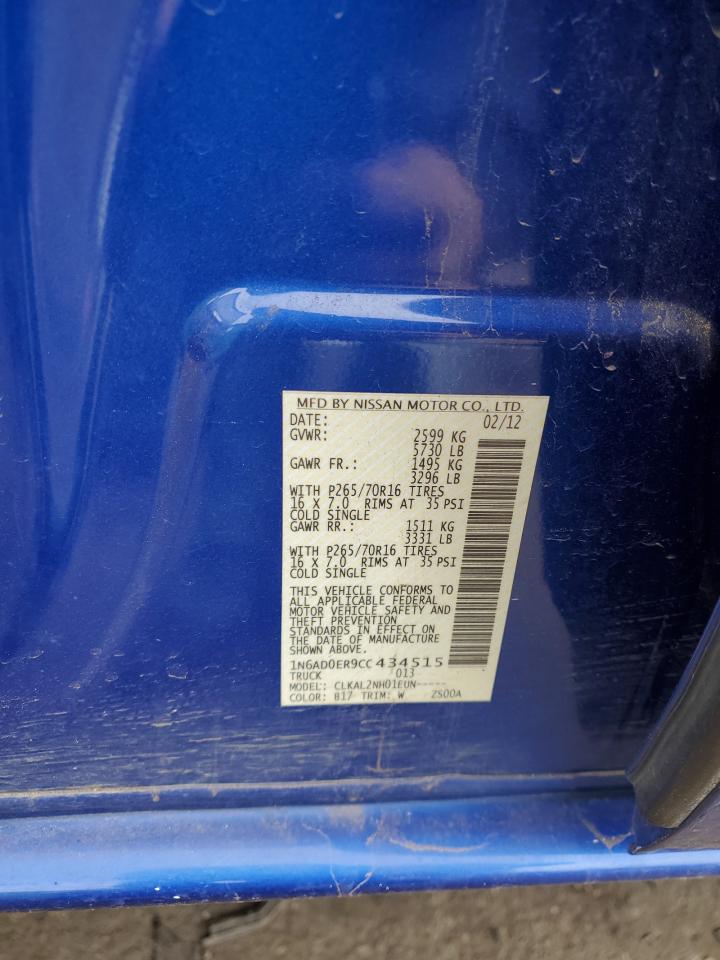 MFD BY NISSAN MOTOR CO., LTD.
DATE: 02/12
GVWR: 2599 KG
5730 LB
GAWR FR.: 1495 KG
3296 LB
WITH P265/70R16 TIRES
16 X 7.0 RIMS AT 35 PSI
COLD SINGLE
GAWR RR.: 1511 KG
3331 LB
WITH P265/70R16 TIRES
16 X 7.0 RIMS AT 35 PSI
COLD SINGLE
THIS VEHICLE CONFORMS TO
ALL APPLICABLE FEDERAL
MOTOR VEHICLE SAFETY AND
THEFT PREVENTION
STANDARDS IN EFFECT ON
THE DATE OF MANUFACTURE
SHOWN ABOVE.
1N6AD0ER9CC434515
TRUCK 013
MODEL: CLKAL2NH01EUN-----
COLOR: B17 TRIM: W 2S00A